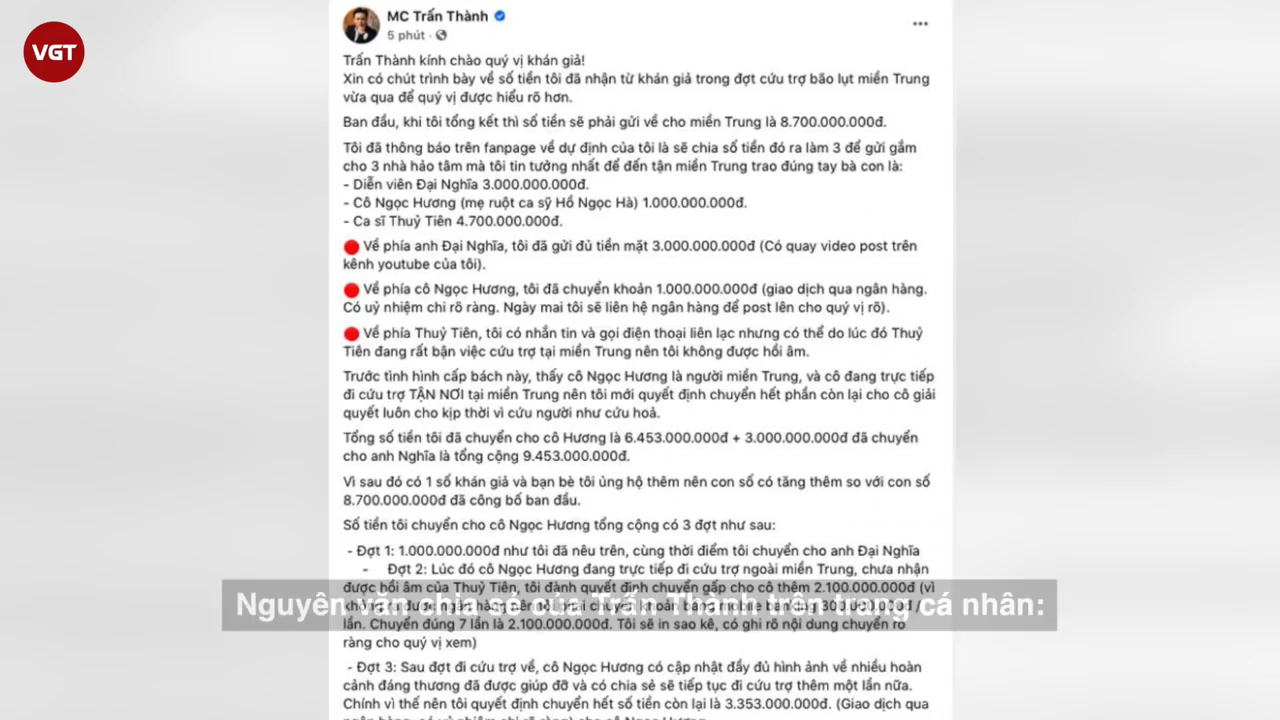 VGT
MC Trấn Thành
5 phút ·
Trấn Thành kính chào quý vị khán giả!
Xin có chút trình bày về số tiền tôi đã nhận từ khán giả trong đợt cứu trợ bão lụt miền Trung
vừa qua để quý vị được hiểu rõ hơn.
Ban đầu, khi tôi tổng kết thì số tiền sẽ phải gửi về cho miền Trung là 8.700.000.000đ.
Tôi đã thông báo trên fanpage về dự định của tôi là sẽ chia số tiền đó ra làm 3 để gửi gắm
cho 3 nhà hảo tâm mà tôi tin tưởng nhất để đến tận miền Trung trao đúng tay bà con là:
- Diễn viên Đại Nghĩa 3.000.000.000đ.
- Cô Ngọc Hương (mẹ ruột ca sỹ Hồ Ngọc Hà) 1.000.000.000đ.
- Ca sĩ Thuỷ Tiên 4.700.000.000đ.
Về phía anh Đại Nghĩa, tôi đã gửi đủ tiền mặt 3.000.000.000đ (Có quay video post trên
kênh youtube của tôi).
Về phía cô Ngọc Hương, tôi đã chuyển khoản 1.000.000.000đ (giao dịch qua ngân hàng.
Có uỷ nhiệm chi rõ ràng. Ngày mai tôi sẽ liên hệ ngân hàng để post lên cho quý vị rõ).
Về phía Thuỷ Tiên, tôi có nhắn tin và gọi điện thoại liên lạc nhưng có thể do lúc đó Thuỷ
Tiên đang rất bận việc cứu trợ tại miền Trung nên tôi không được hồi âm.
Trước tình hình cấp bách này, thấy cô Ngọc Hương là người miền Trung, và cô đang trực tiếp
đi cứu trợ TẬN NƠI tại miền Trung nên tôi mới quyết định chuyển hết phần còn lại cho cô giải
quyết luôn cho kịp thời vì cứu người như cứu hoả.
Tổng số tiền tôi đã chuyển cho cô Hương là 6.453.000.000đ + 3.000.000.000đ đã chuyển
cho anh Nghĩa là tổng cộng 9.453.000.000đ.
Vì sau đó có 1 số khán giả và bạn bè tôi ủng hộ thêm nên con số có tăng thêm so với con số
8.700.000.000đ đã công bố ban đầu.
Số tiền tôi chuyển cho cô Ngọc Hương tổng cộng có 3 đợt như sau:
- Đợt 1: 1.000.000.000đ như tôi đã nêu trên, cùng thời điểm tôi chuyển cho anh Đại Nghĩa
- Đợt 2: Lúc đó cô Ngọc Hương đang trực tiếp đi cứu trợ ngoài miền Trung, chưa nhận
được hồi âm của Thuỷ Tiên, tôi đành quyết định chuyển gấp cho cô thêm 2.100.000.000đ (vì
Nguyên văn chia sẻ của Trấn Thành trên trang cá nhân:
lần. Chuyển đúng 7 lần là 2.100.000.000đ. Tôi sẽ in sao kê, có ghi rõ nội dung chuyển rõ
ràng cho quý vị xem)
- Đợt 3: Sau đợt đi cứu trợ về, cô Ngọc Hương có cập nhật đầy đủ hình ảnh về nhiều hoàn
cảnh đáng thương đã được giúp đỡ và có chia sẻ sẽ tiếp tục đi cứu trợ thêm một lần nữa.
Chính vì thế nên tôi quyết định chuyển hết số tiền còn lại là 3.353.000.000đ. (Giao dịch qua